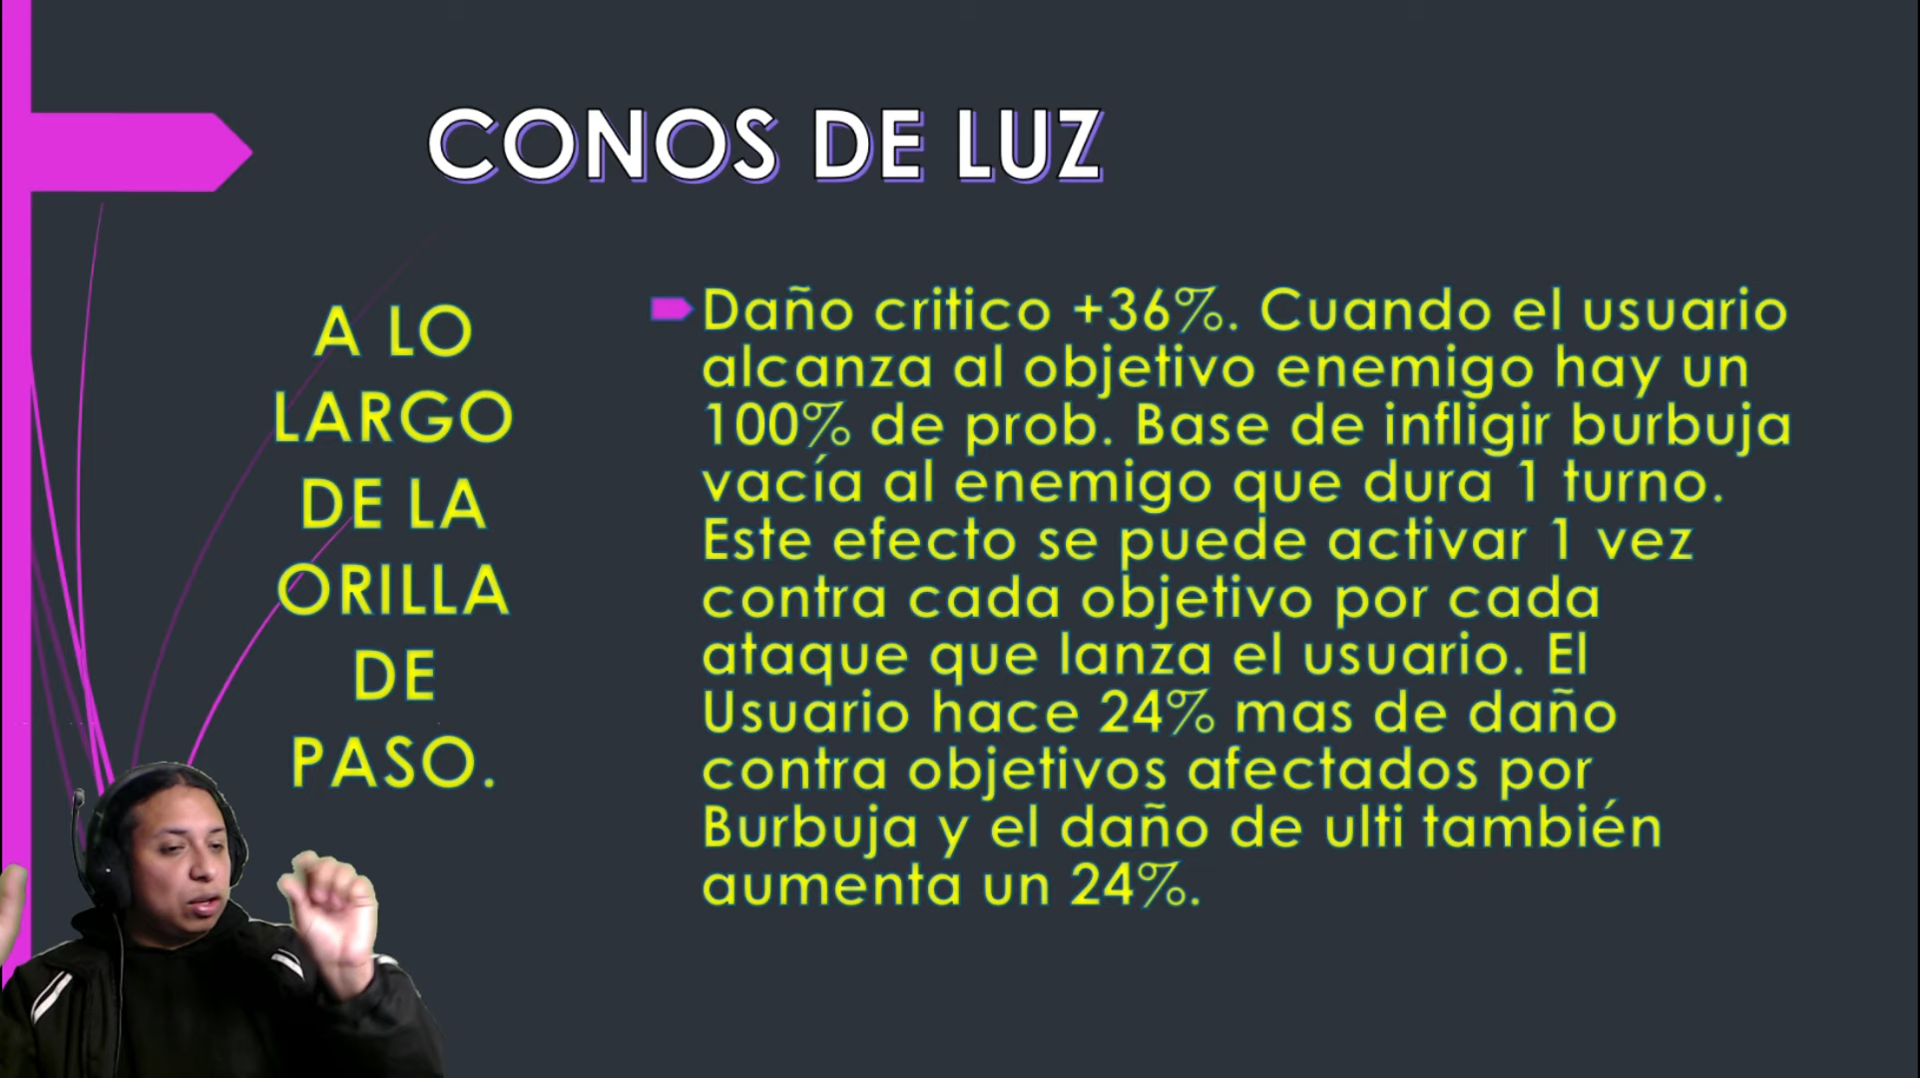 CONOS DE LUZ
A LO
LARGO
DE LA
ORILLA
DE
PASO.
Daño critico +36%. Cuando el usuario
alcanza al objetivo enemigo hay un
100% de prob. Base de infligir burbuja
vacía al enemigo que dura 1 turno.
Este efecto se puede activar 1 vez
contra cada objetivo por cada
ataque que lanza el usuario. El
Usuario hace 24% mas de daño
contra objetivos afectados por
Burbuja y el daño de ulti también
aumenta un 24%.